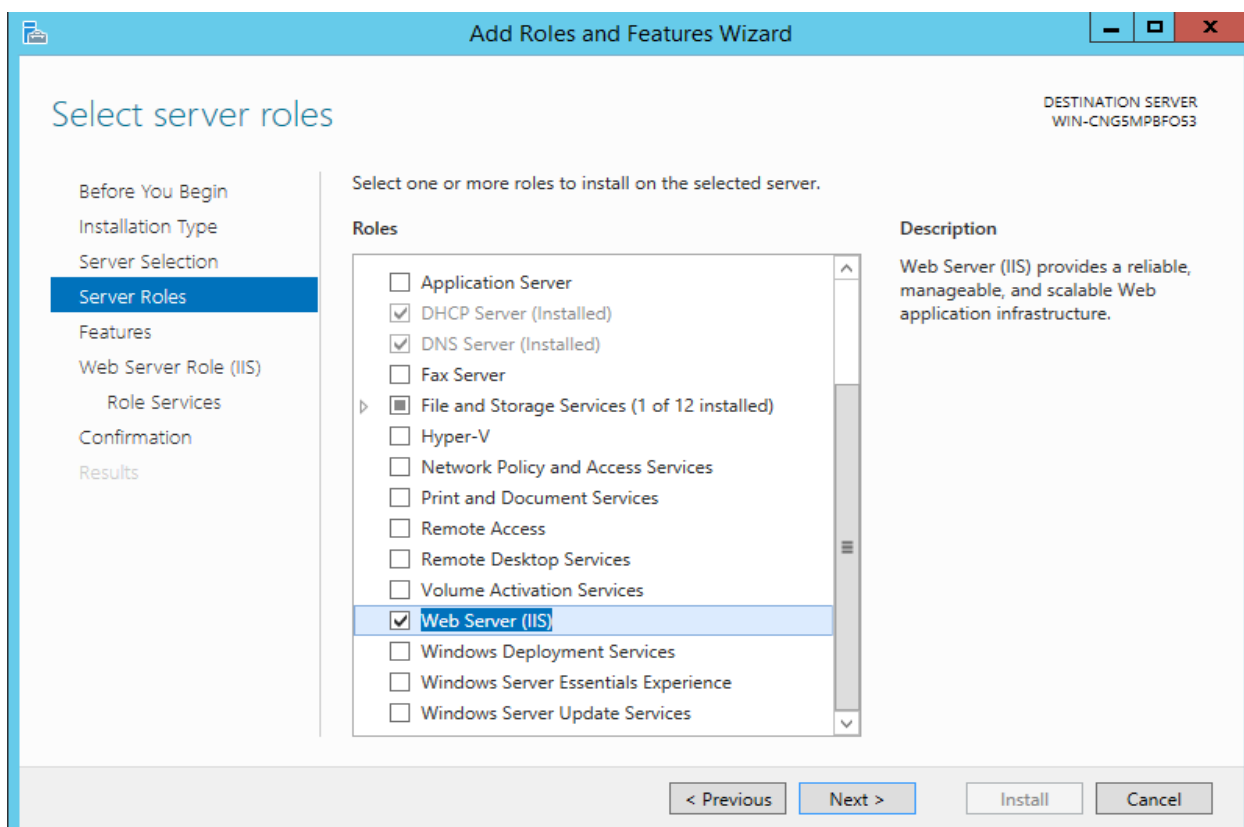 Add Roles and Features Wizard
Select server roles
DESTINATION SERVER
WIN-CNG5MPBFO53
Before You Begin
Installation Type
Server Selection
Server Roles
Features
Web Server Role (IIS)
Role Services
Confirmation
Results
Select one or more roles to install on the selected server.
Roles
Application Server
DHCP Server (Installed)
DNS Server (Installed)
Fax Server
File and Storage Services (1 of 12 installed)
Hyper-V
Network Policy and Access Services
Print and Document Services
Remote Access
Remote Desktop Services
Volume Activation Services
Web Server (IIS)
Windows Deployment Services
Windows Server Essentials Experience
Windows Server Update Services
Description
Web Server (IIS) provides a reliable,
manageable, and scalable Web
application infrastructure.
< Previous
Next >
Install
Cancel